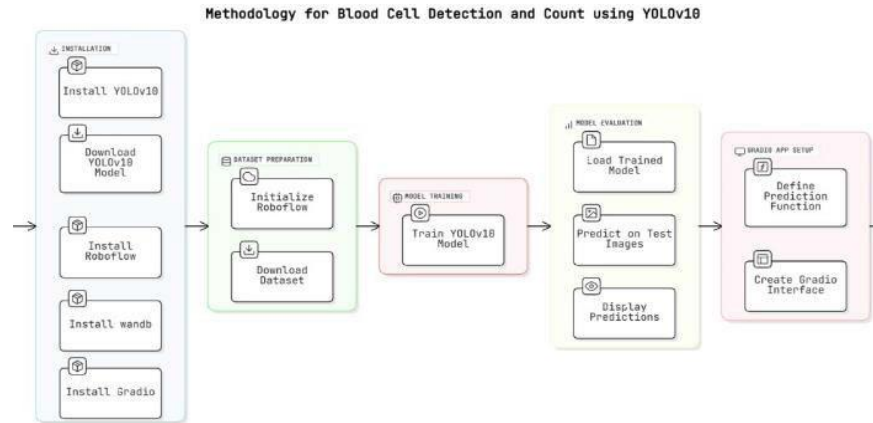 Methodology for Blood Cell Detection and Count using YOLOv10
INSTALLATION
Install YOLOv10
Download
YOLOv10
Model
Install
Roboflow
Install wandb
Install Gradio
DATASET PREPARATION
Initialize
Roboflow
Download
Dataset
MODEL TRAINING
Train YOLOv10
Model
MODEL EVALUATION
Load Trained
Model
Predict on Test
Images
Display
Predictions
GRADIO APP SETUP
Define
Prediction
Function
Create Gradio
Interface